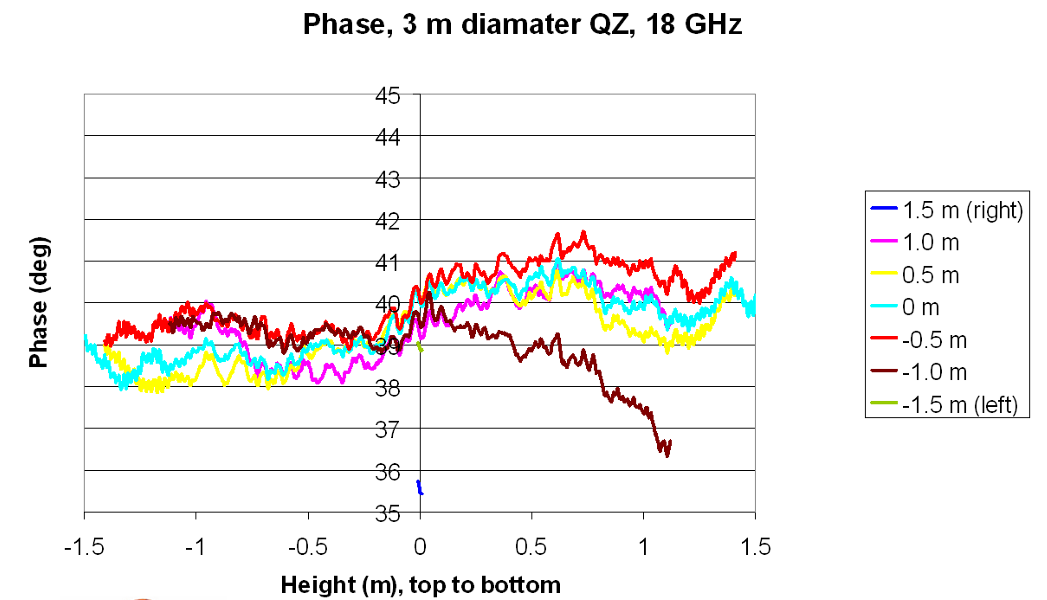 Phase, 3 m diamater QZ, 18 GHz
Phase (deg)
45
44
43
42
41
40
39
38
37
36
35
-1.5 -1 -0.5 0 0.5 1 1.5
Height (m), top to bottom
1.5 m (right)
1.0 m
0.5 m
0 m
-0.5 m
-1.0 m
-1.5 m (left)